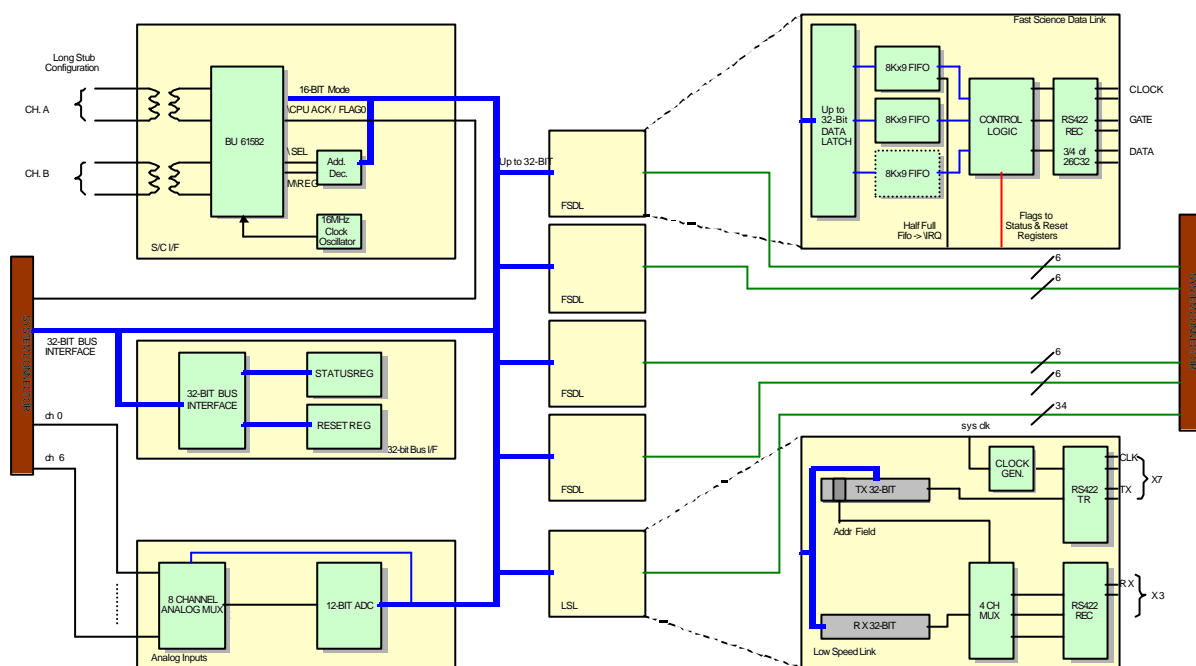 Long Stub
Configuration
CH. A
CH. B
16-BIT Mode
\CPU ACK / FLAG0
BU 61582
\SEL
M\REG
Add.
Dec.
16MHz
Clock
Oscillator
S/C I/F
Up to 32-BIT
FSDL
FSDL
FSDL
FSDL
LSL
Fast Science Data Link
Up to
32-Bit
DATA
LATCH
8Kx9 FIFO
8Kx9 FIFO
8Kx9 FIFO
CONTROL
LOGIC
RS422
REC
3/4 of
26C32
CLOCK
GATE
DATA
Half Full
Fifo -> \IRQ
Flags to
Status & Reset
Registers
6
6
6
6
34
SYSTEM CONNECTOR
32-BIT BUS
INTERFACE
32-BIT BUS
INTERFACE
STATUSREG
RESET REG
32-bit Bus I/F
ch 0
ch 6
8 CHANNEL
ANALOG MUX
12-BIT ADC
Analog Inputs
sys clk
CLOCK
GEN.
TX 32-BIT
Addr Field
RS422
TR
CLK
TX
X7
RX 32-BIT
4 CH
MUX
RS422
REC
RX
X3
Low Speed Link